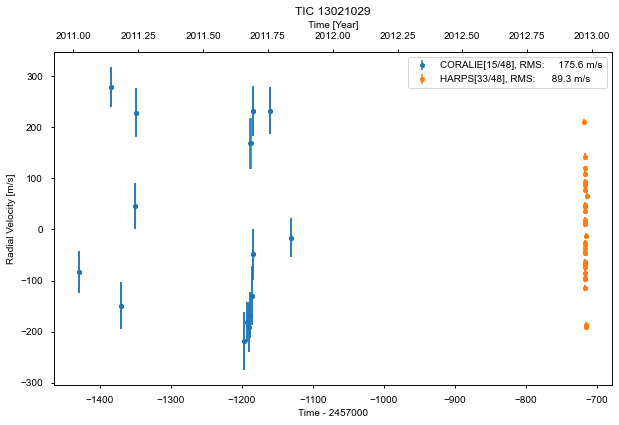 TIC 13021029
Time [Year]
2011.00 2011.25 2011.50 2011.75 2012.00 2012.25 2012.50 2012.75 2013.00
CORALIE[15/48], RMS: 175.6 m/s
HARPS[33/48], RMS: 89.3 m/s
Radial Velocity [m/s]
300
200
100
0
−100
−200
−300
−1400 −1300 −1200 −1100 −1000 −900 −800 −700
Time - 2457000